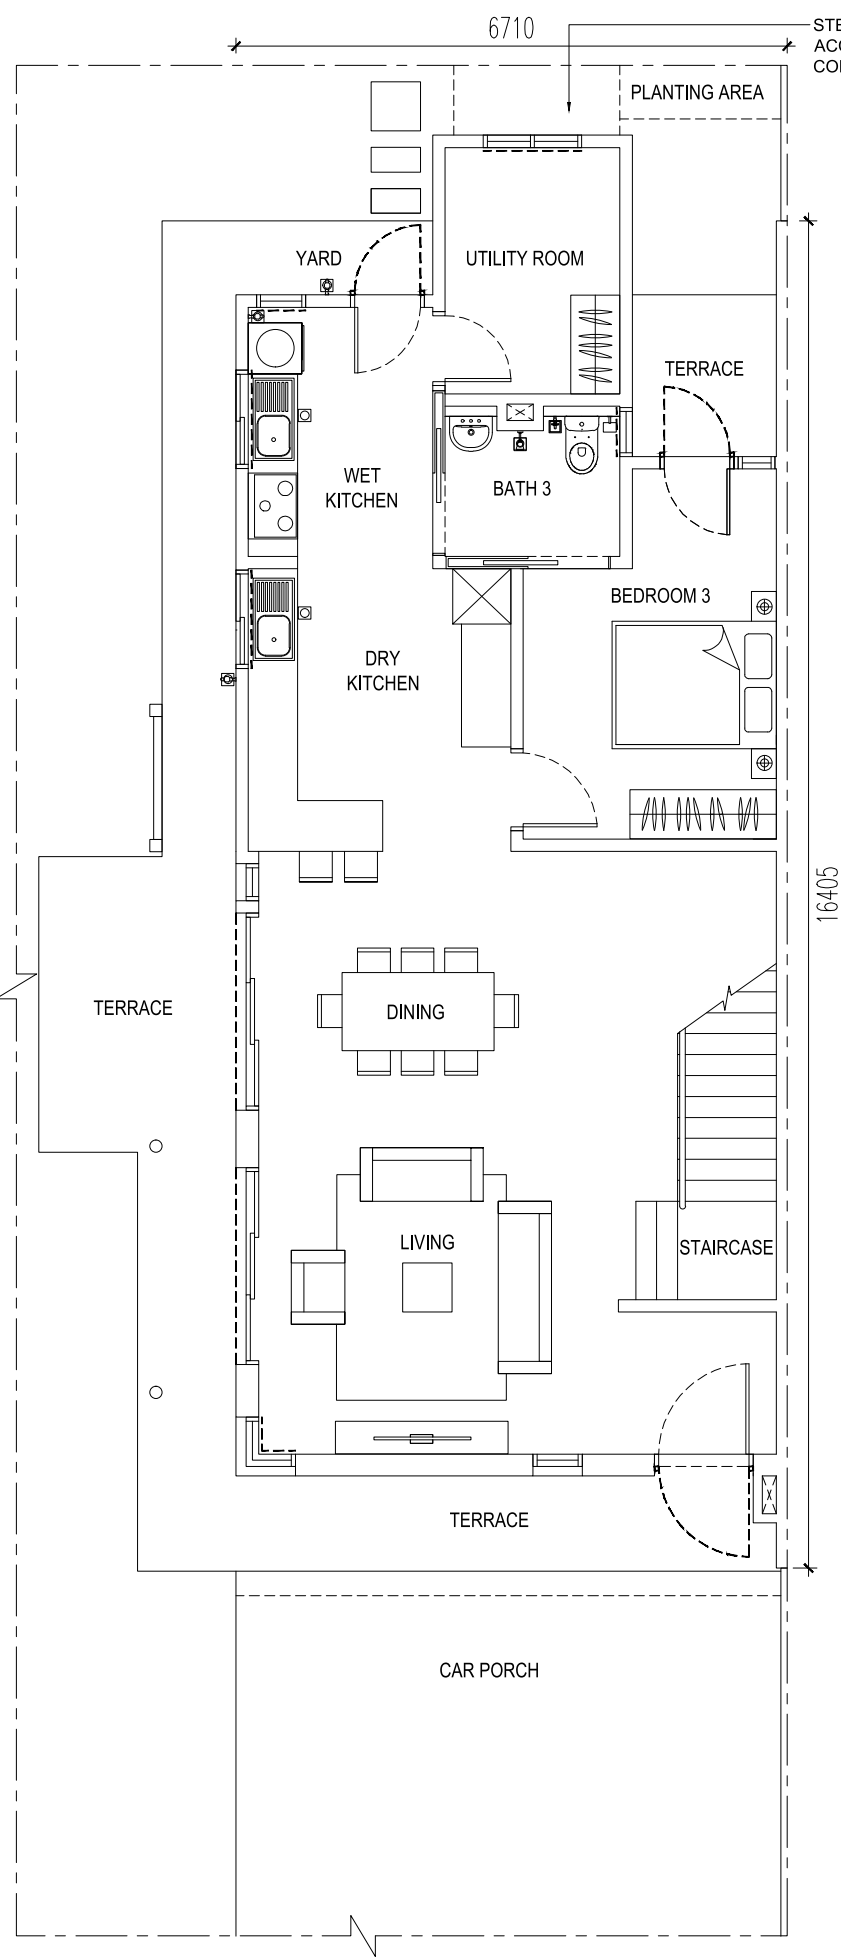 6710
STE
ACC
COI
PLANTING AREA
YARD
UTILITY ROOM
TERRACE
WET
KITCHEN
BATH 3
BEDROOM 3
DRY
KITCHEN
16405
TERRACE
DINING
LIVING
STAIRCASE
TERRACE
CAR PORCH